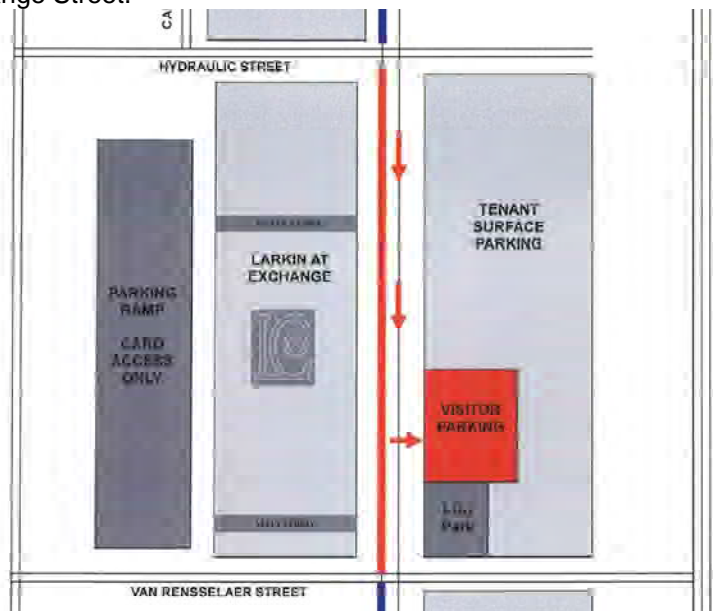 nge Street.
CA
HYDRAULIC STREET
TENANT
SURFACE
PARKING
LARKIN AT
EXCHANGE
PARKING
RAMP
CARD
ACCESS
ONLY
VISITOR
PARKING
Park
VAN RENSSELAER STREET